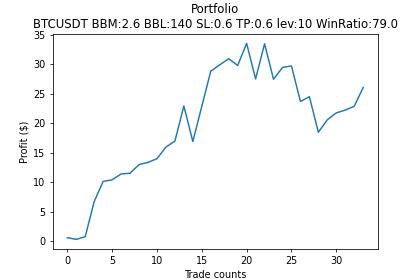 Portfolio
BTCUSDT BBM:2.6 BBL:140 SL:0.6 TP:0.6 lev:10 WinRatio:79.0
35
30
25
20
15
10
5
0
Profit ($)
0 5 10 15 20 25 30
Trade counts